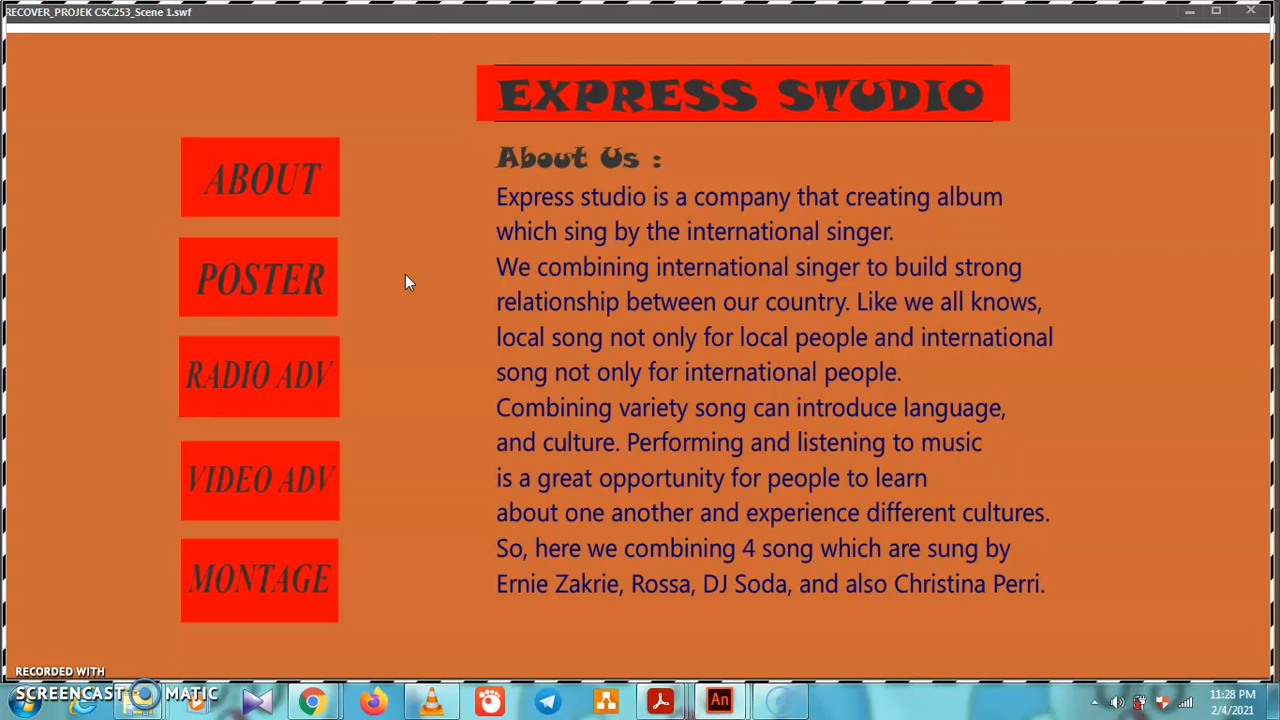 RECOVER_PROJEK CSC253_Scene 1.swf
EXPRESS STUDIO
ABOUT
POSTER
RADIO ADV
VIDEO ADV
MONTAGE
About Us :
Express studio is a company that creating album
which sing by the international singer.
We combining international singer to build strong
relationship between our country. Like we all knows,
local song not only for local people and international
song not only for international people.
Combining variety song can introduce language,
and culture. Performing and listening to music
is a great opportunity for people to learn
about one another and experience different cultures.
So, here we combining 4 song which are sung by
Ernie Zakrie, Rossa, DJ Soda, and also Christina Perri.
RECORDED WITH
SCREENCAST MATIC
An
11:28 PM
2/4/2021